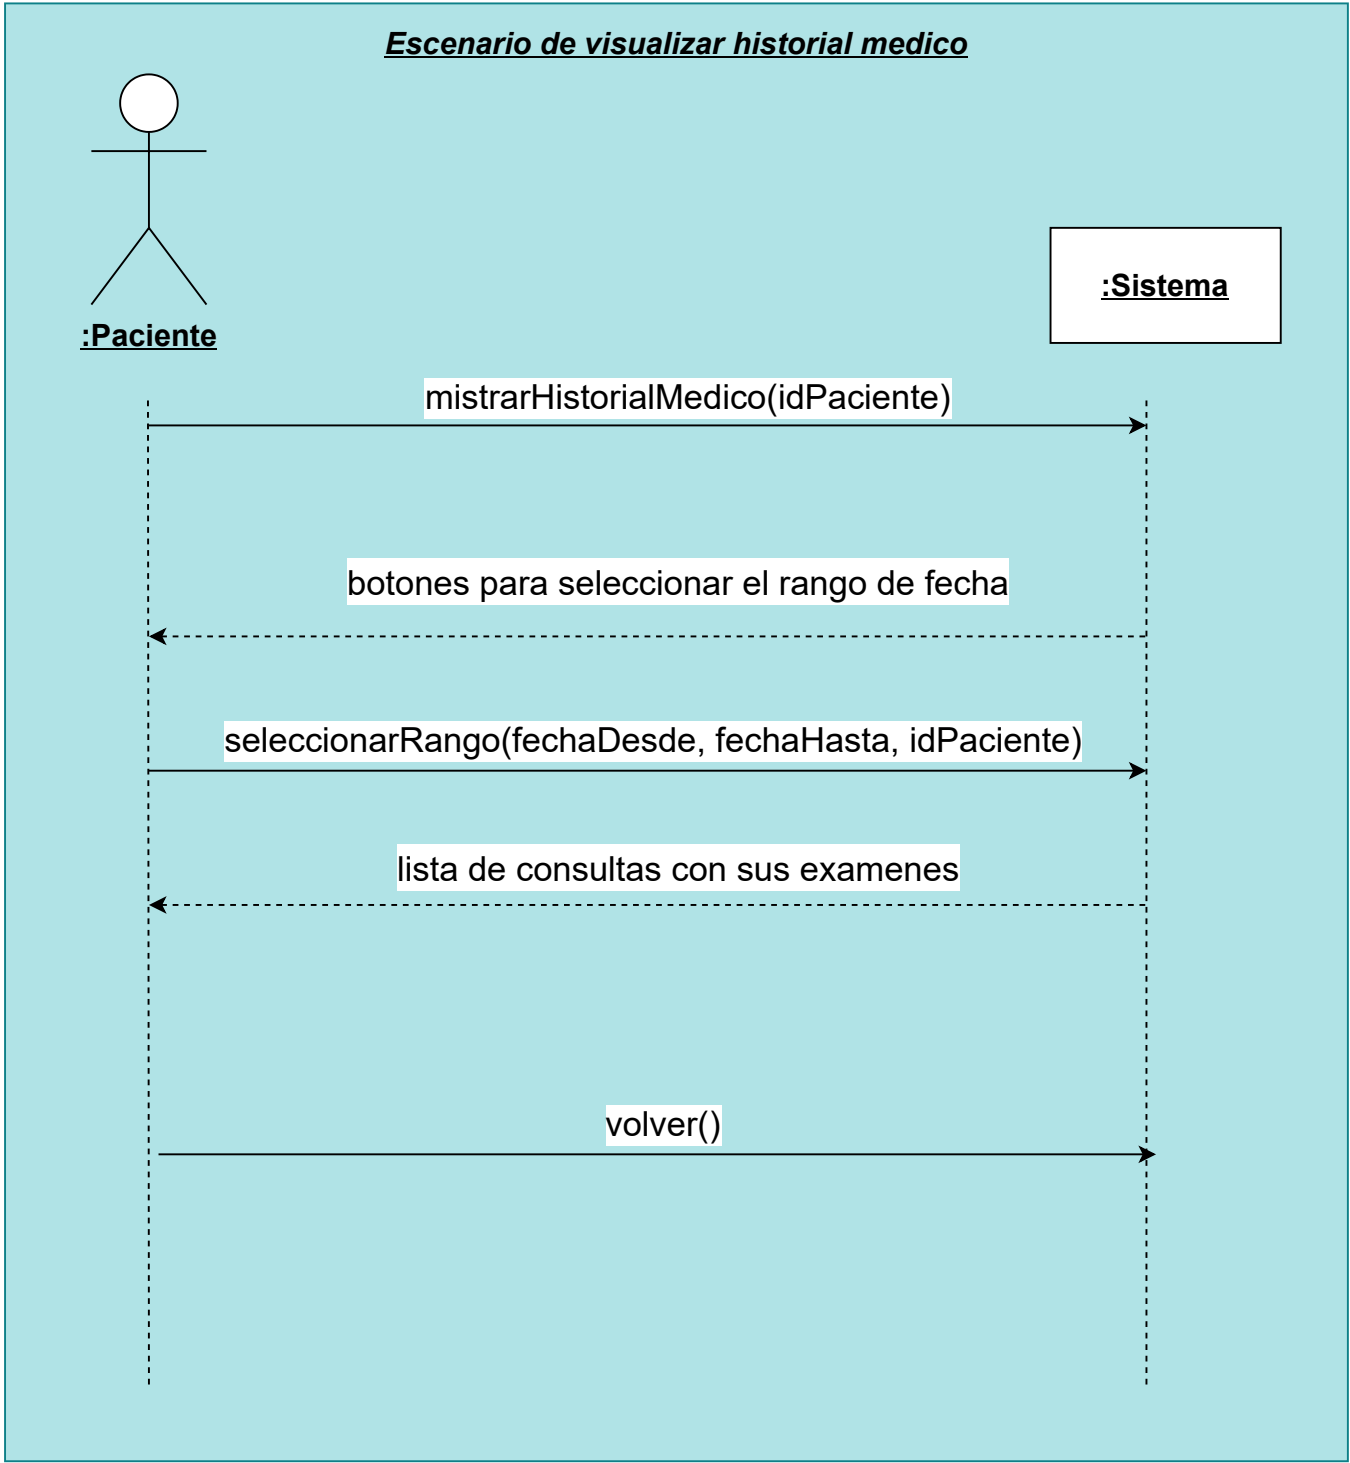 Escenario de visualizar historial medico
:Sistema
:Paciente
mistrarHistorialMedico(idPaciente)
botones para seleccionar el rango de fecha
seleccionarRango(fechaDesde, fechaHasta, idPaciente)
lista de consultas con sus examenes
volver()